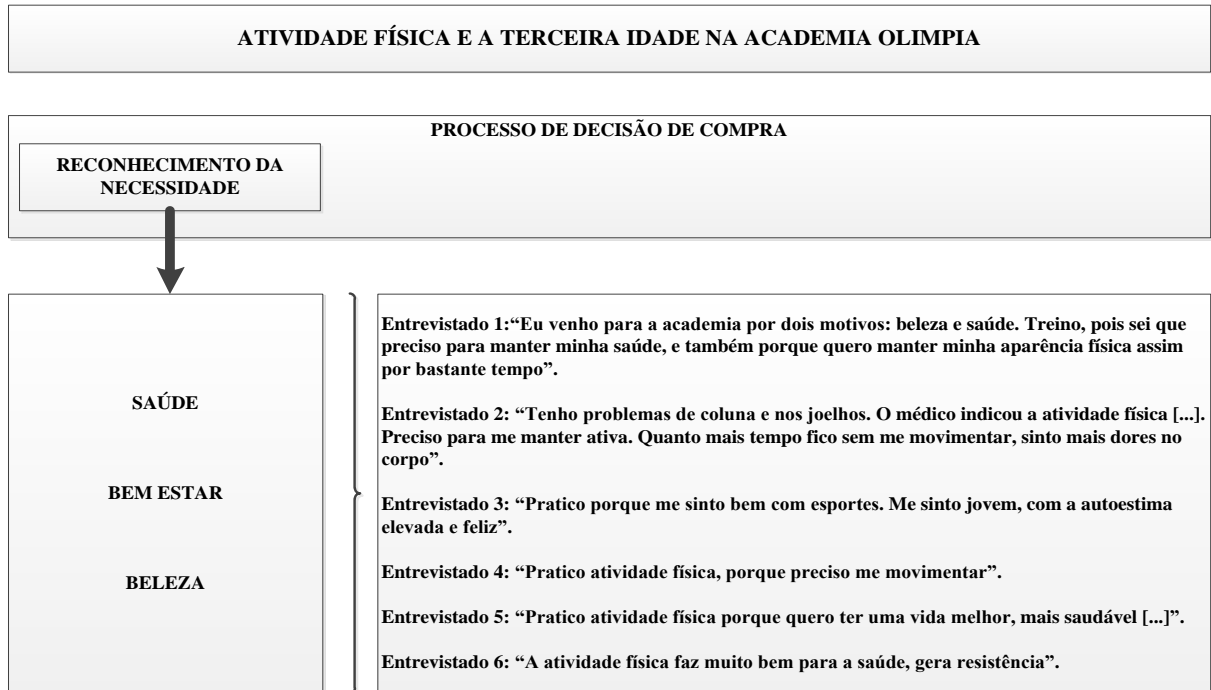 ATIVIDADE FÍSICA E A TERCEIRA IDADE NA ACADEMIA OLIMPIA
PROCESSO DE DECISÃO DE COMPRA
RECONHECIMENTO DA
NECESSIDADE
SAÚDE
BEM ESTAR
BELEZA
Entrevistado 1:“Eu venho para a academia por dois motivos: beleza e saúde. Treino, pois sei que
preciso para manter minha saúde, e também porque quero manter minha aparência física assim
por bastante tempo”.
Entrevistado 2: “Tenho problemas de coluna e nos joelhos. O médico indicou a atividade física [...].
Preciso para me manter ativa. Quanto mais tempo fico sem me movimentar, sinto mais dores no
corpo”.
Entrevistado 3: “Pratico porque me sinto bem com esportes. Me sinto jovem, com a autoestima
elevada e feliz”.
Entrevistado 4: “Pratico atividade física, porque preciso me movimentar”.
Entrevistado 5: “Pratico atividade física porque quero ter uma vida melhor, mais saudável [...]”.
Entrevistado 6: “A atividade física faz muito bem para a saúde, gera resistência”.